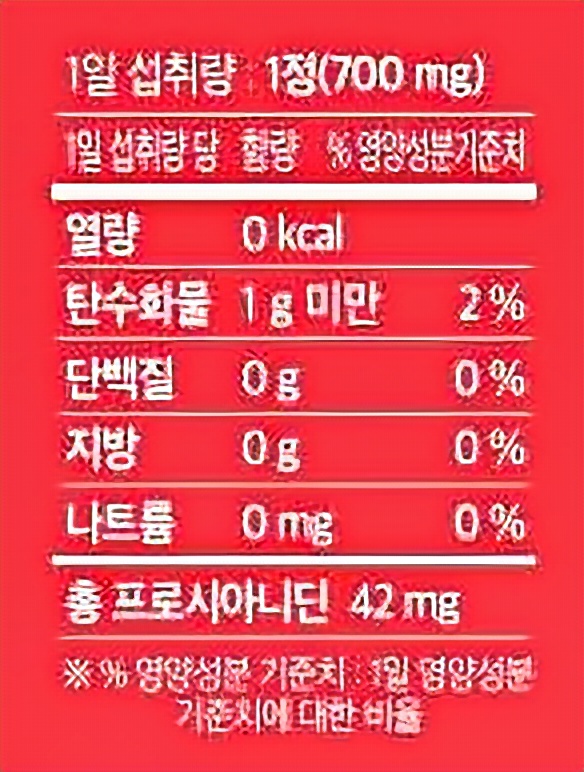 1일 섭취량 : 1정(700 mg)
1일 섭취량 당 함량 % 영양성분기준치
열량 0 kcal
탄수화물 1 g 미만 2 %
단백질 0 g 0 %
지방 0 g 0 %
나트륨 0 mg 0 %
총 프로시아니딘 42 mg
※ % 영양성분 기준치 : 1일 영양성분
기준치에 대한 비율